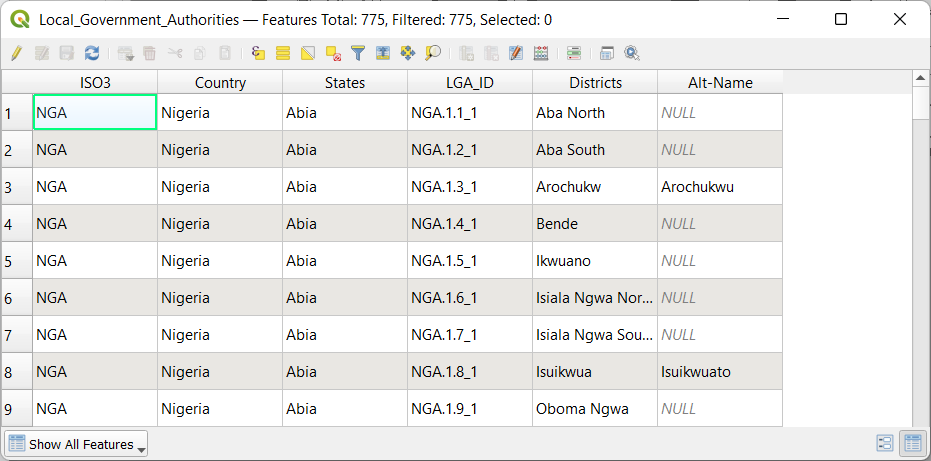 Local_Government_Authorities — Features Total: 775, Filtered: 775, Selected: 0
ISO3 Country States LGA_ID Districts Alt-Name
1 NGA Nigeria Abia NGA.1.1_1 Aba North NULL
2 NGA Nigeria Abia NGA.1.2_1 Aba South NULL
3 NGA Nigeria Abia NGA.1.3_1 Arochukw Arochukwu
4 NGA Nigeria Abia NGA.1.4_1 Bende NULL
5 NGA Nigeria Abia NGA.1.5_1 Ikwuano NULL
6 NGA Nigeria Abia NGA.1.6_1 Isiala Ngwa Nor... NULL
7 NGA Nigeria Abia NGA.1.7_1 Isiala Ngwa Sou... NULL
8 NGA Nigeria Abia NGA.1.8_1 Isuikwua Isuikwuato
9 NGA Nigeria Abia NGA.1.9_1 Oboma Ngwa NULL
Show All Features